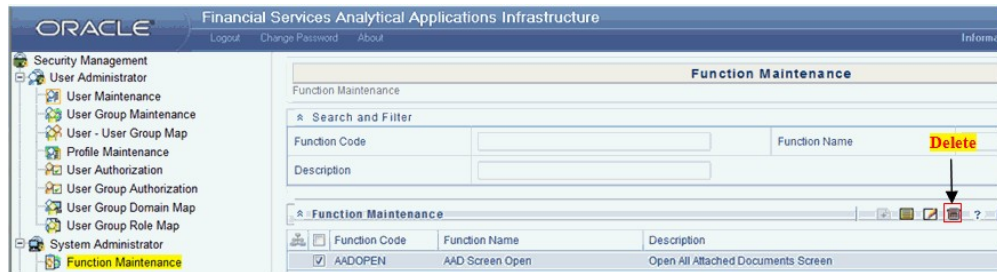 ORACLE
Financial Services Analytical Applications Infrastructure
Logout Change Password About
Security Management
User Administrator
User Maintenance
User Group Maintenance
User - User Group Map
Profile Maintenance
User Authorization
User Group Authorization
User Group Domain Map
User Group Role Map
System Administrator
Function Maintenance
Function Maintenance
Function Maintenance
Search and Filter
Function Code Function Name
Delete
Description
Function Maintenance ?
Function Code Function Name Description
AADOPEN AAD Screen Open Open All Attached Documents Screen